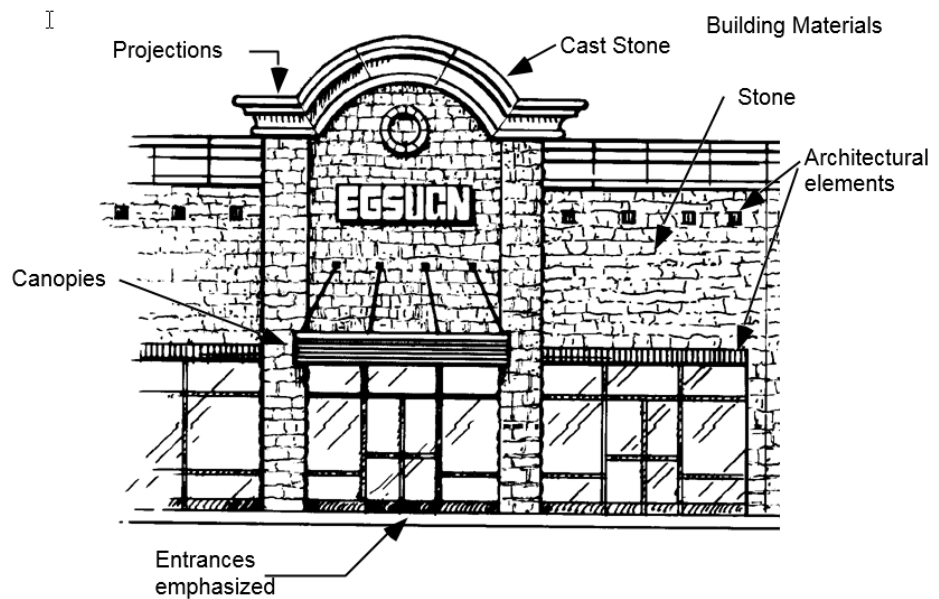 Building Materials
Projections
Cast Stone
Stone
Architectural
elements
EGSUGN
Canopies
Entrances
emphasized